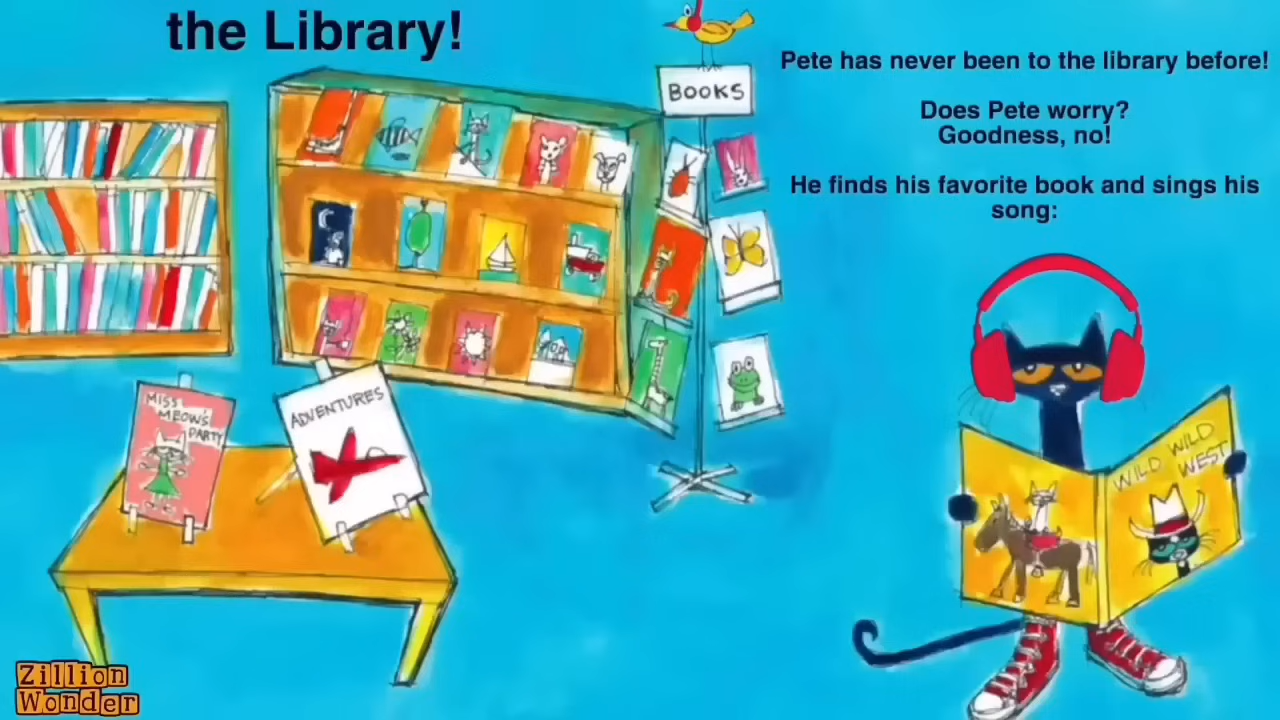 the Library!
BOOKS
Pete has never been to the library before!
Does Pete worry?
Goodness, no!
He finds his favorite book and sings his
song:
MISS
MEOW'S
PARTY
ADVENTURES
WILD WILD
WEST
Zillion
Wonder